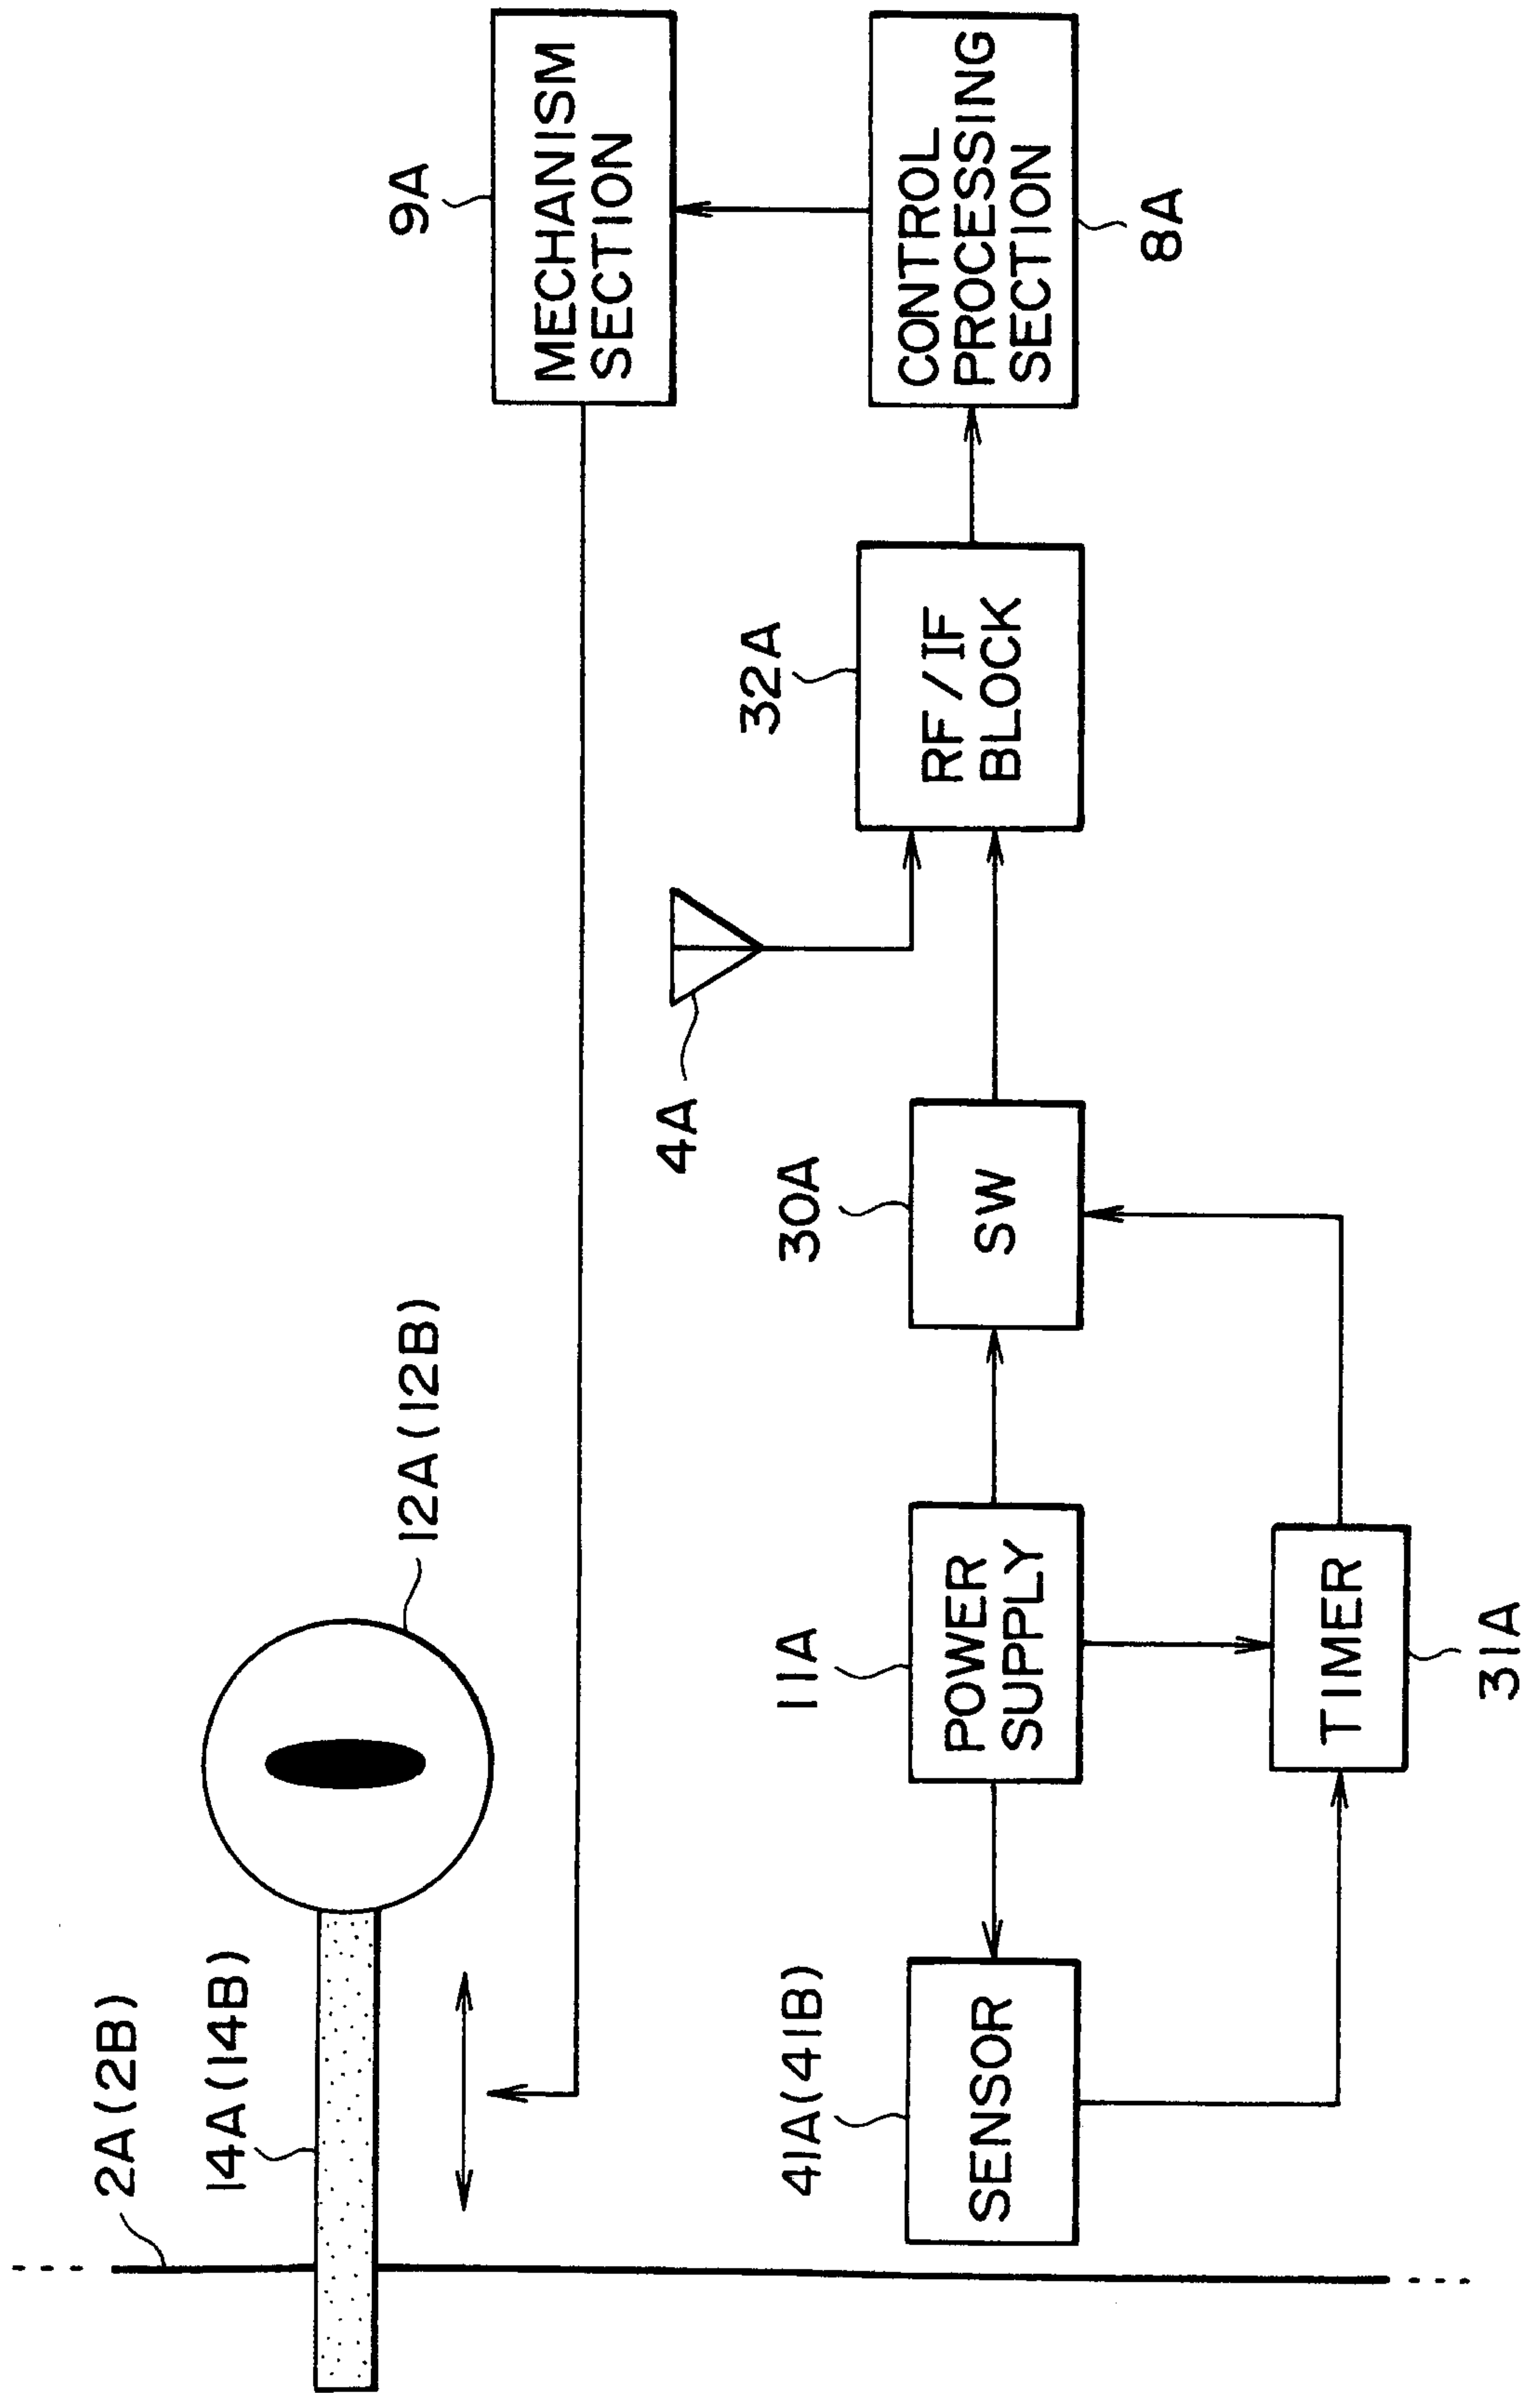 2A(2B)
14A(14B)
12A(12B)
9A
MECHANISM
SECTION
4A
32A
RF/IF
BLOCK
CONTROL
PROCESSING
SECTION
8A
41A(41B)
SENSOR
11A
POWER
SUPPLY
30A
SW
TIMER
31A